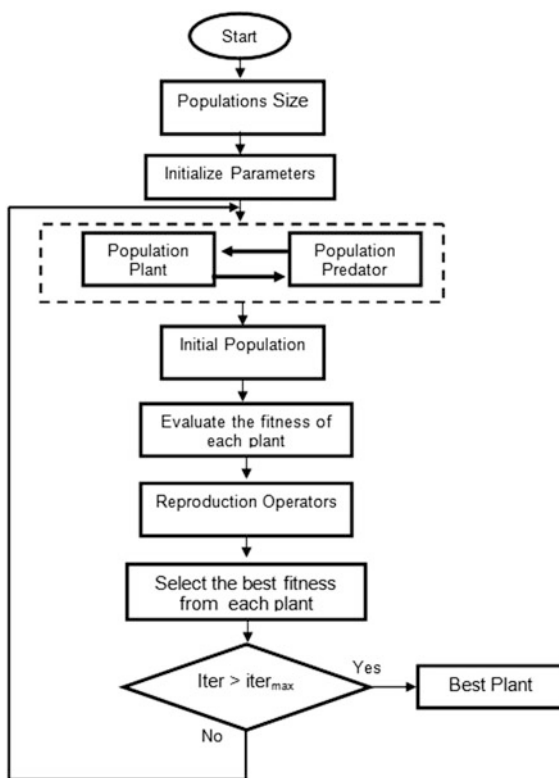 Start
Populations Size
Initialize Parameters
Population
Plant
Population
Predator
Initial Population
Evaluate the fitness of
each plant
Reproduction Operators
Select the best fitness
from each plant
Iter > iter_max
Yes
Best Plant
No